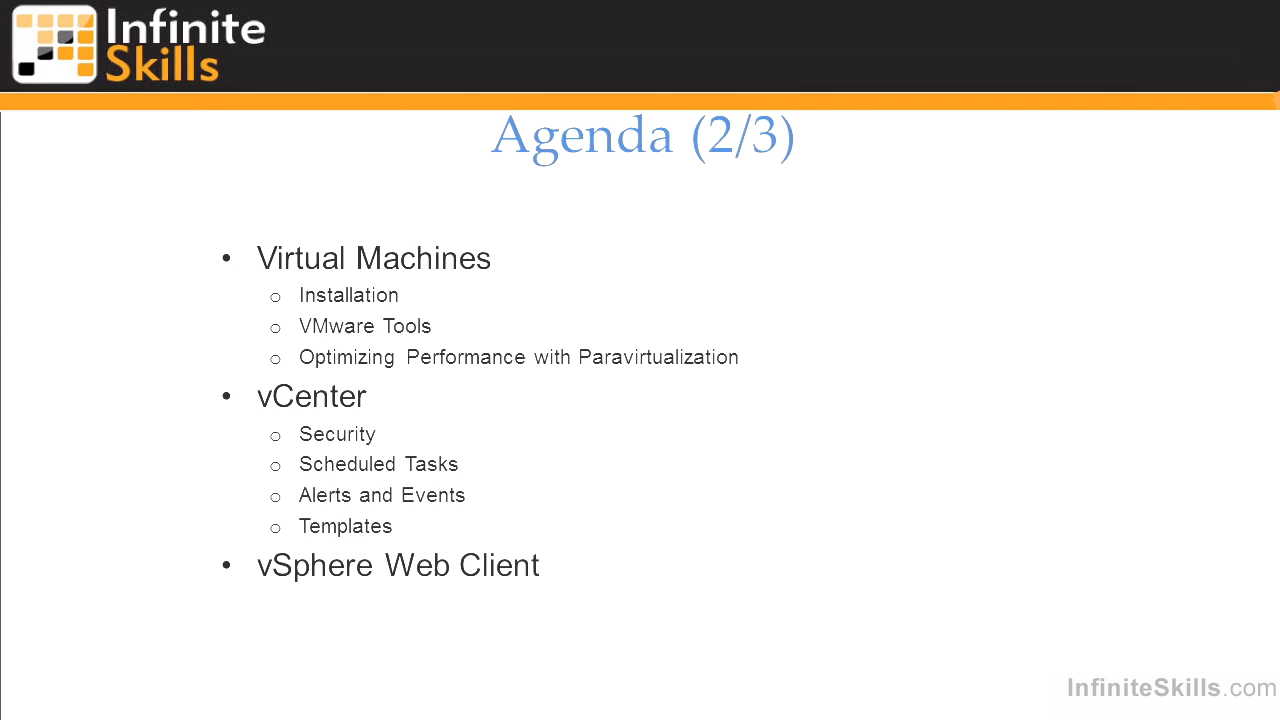 Infinite
Skills
Agenda (2/3)
• Virtual Machines
o Installation
o VMware Tools
o Optimizing Performance with Paravirtualization
• vCenter
o Security
o Scheduled Tasks
o Alerts and Events
o Templates
• vSphere Web Client
InfiniteSkills.com